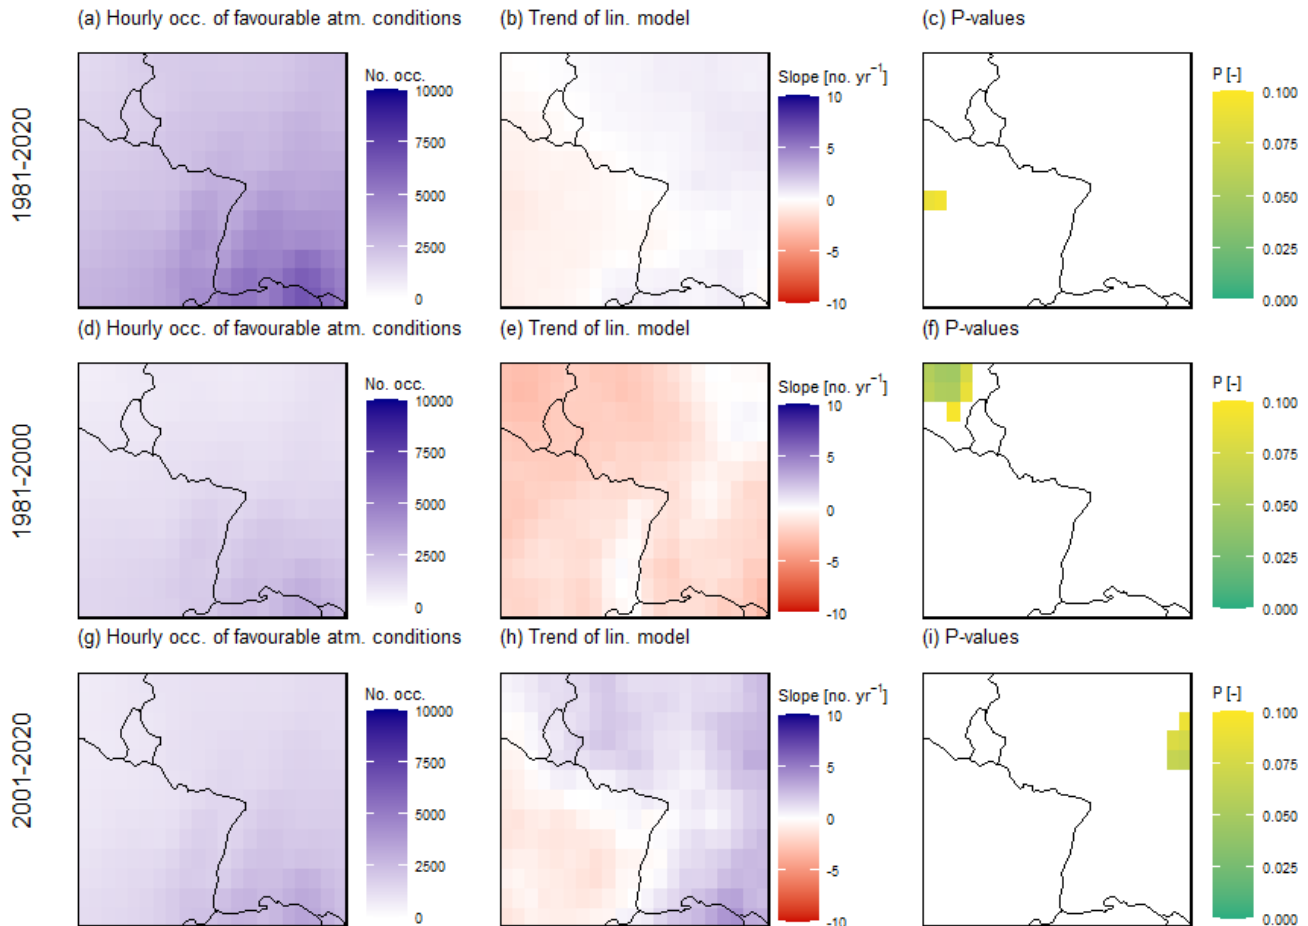 (a) Hourly occ. of favourable atm. conditions
(b) Trend of lin. model
(c) P-values
1981-2020
No. occ.
10000
7500
5000
2500
0
Slope [no. yr⁻¹]
10
5
0
-5
-10
P [-]
0.100
0.075
0.050
0.025
0.000
(d) Hourly occ. of favourable atm. conditions
(e) Trend of lin. model
(f) P-values
1981-2000
No. occ.
10000
7500
5000
2500
0
Slope [no. yr⁻¹]
10
5
0
-5
-10
P [-]
0.100
0.075
0.050
0.025
0.000
(g) Hourly occ. of favourable atm. conditions
(h) Trend of lin. model
(i) P-values
2001-2020
No. occ.
10000
7500
5000
2500
0
Slope [no. yr⁻¹]
10
5
0
-5
-10
P [-]
0.100
0.075
0.050
0.025
0.000